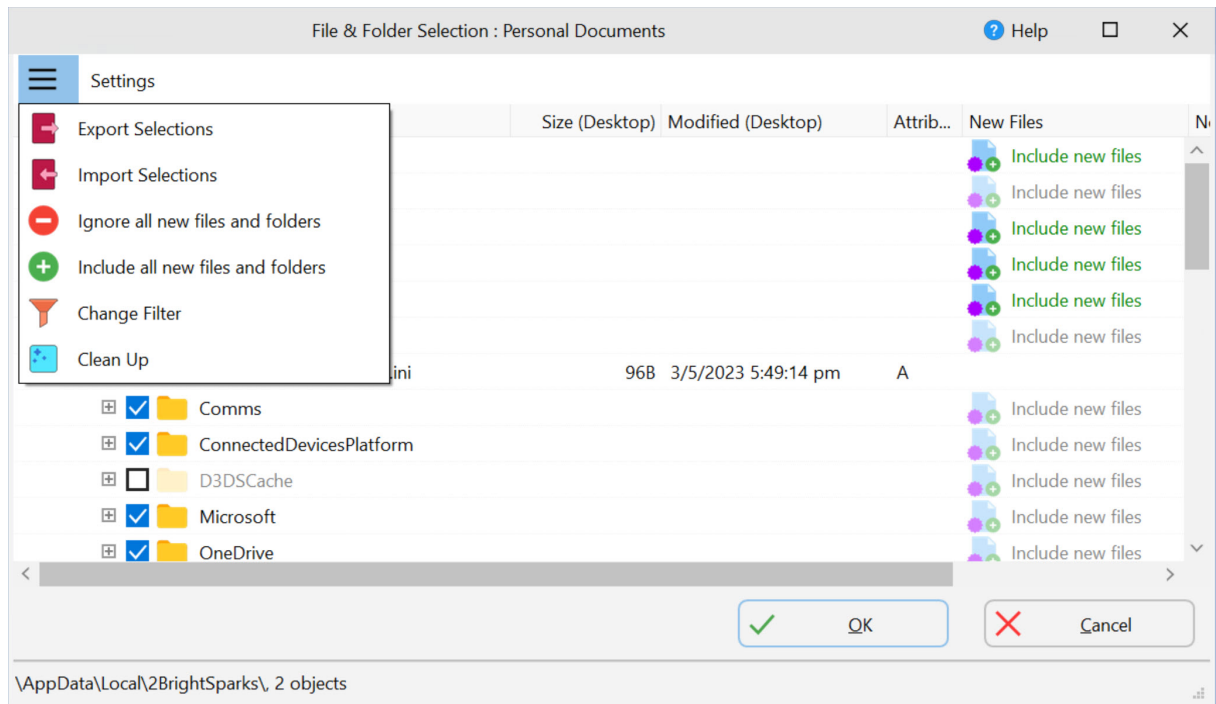 File & Folder Selection : Personal Documents
Help
Settings
Export Selections
Import Selections
Ignore all new files and folders
Include all new files and folders
Change Filter
Clean Up
Size (Desktop) Modified (Desktop) Attrib... New Files
Include new files
Include new files
Include new files
Include new files
Include new files
Include new files
.ini 96B 3/5/2023 5:49:14 pm A
Comms Include new files
ConnectedDevicesPlatform Include new files
D3DSCache Include new files
Microsoft Include new files
OneDrive Include new files
OK Cancel
\AppData\Local\2BrightSparks\, 2 objects